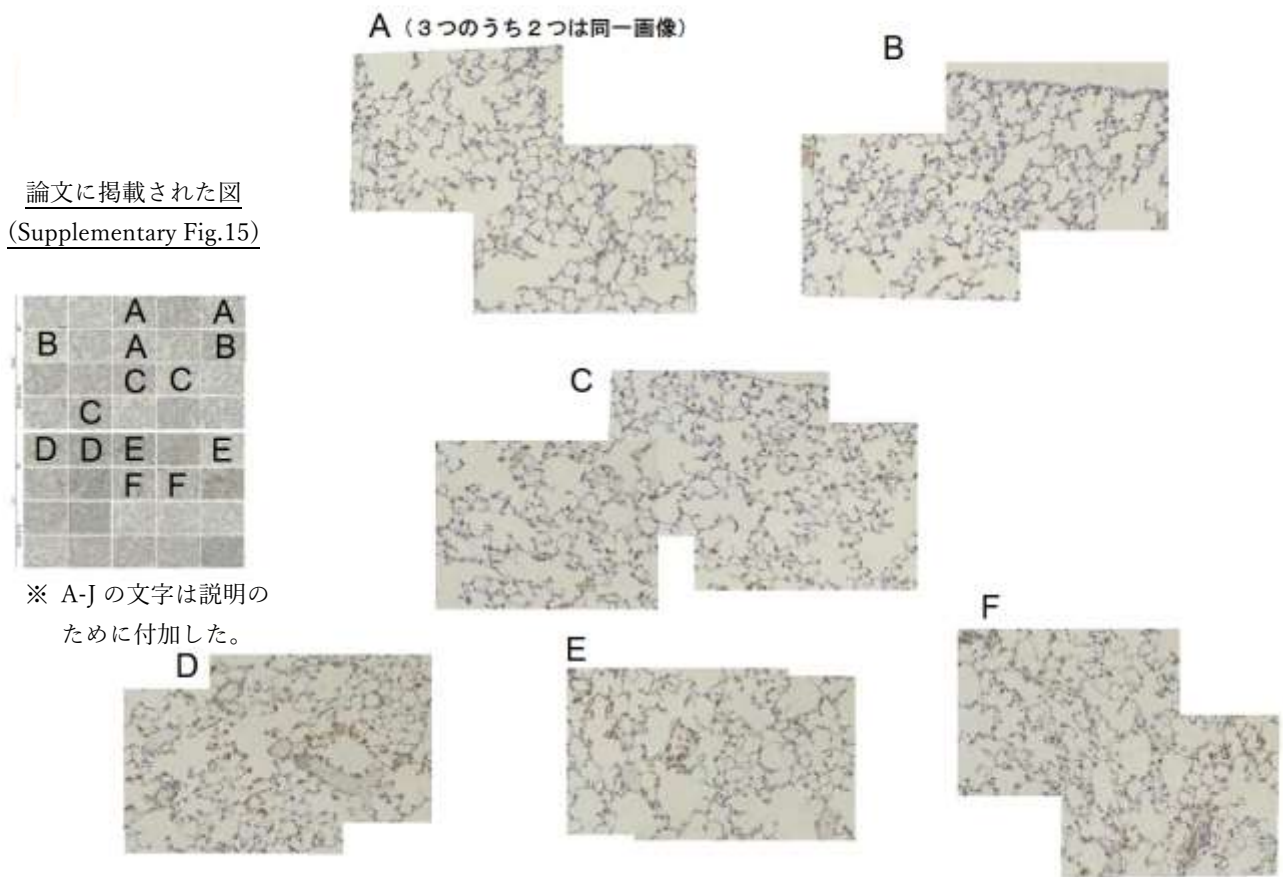 A（３つのうち２つは同一画像）
B
論文に掲載された図
(Supplementary Fig.15)
A A
B A B
C C C
C
D D E E
F F
※ A-J の文字は説明の
ために付加した。
D
E
F